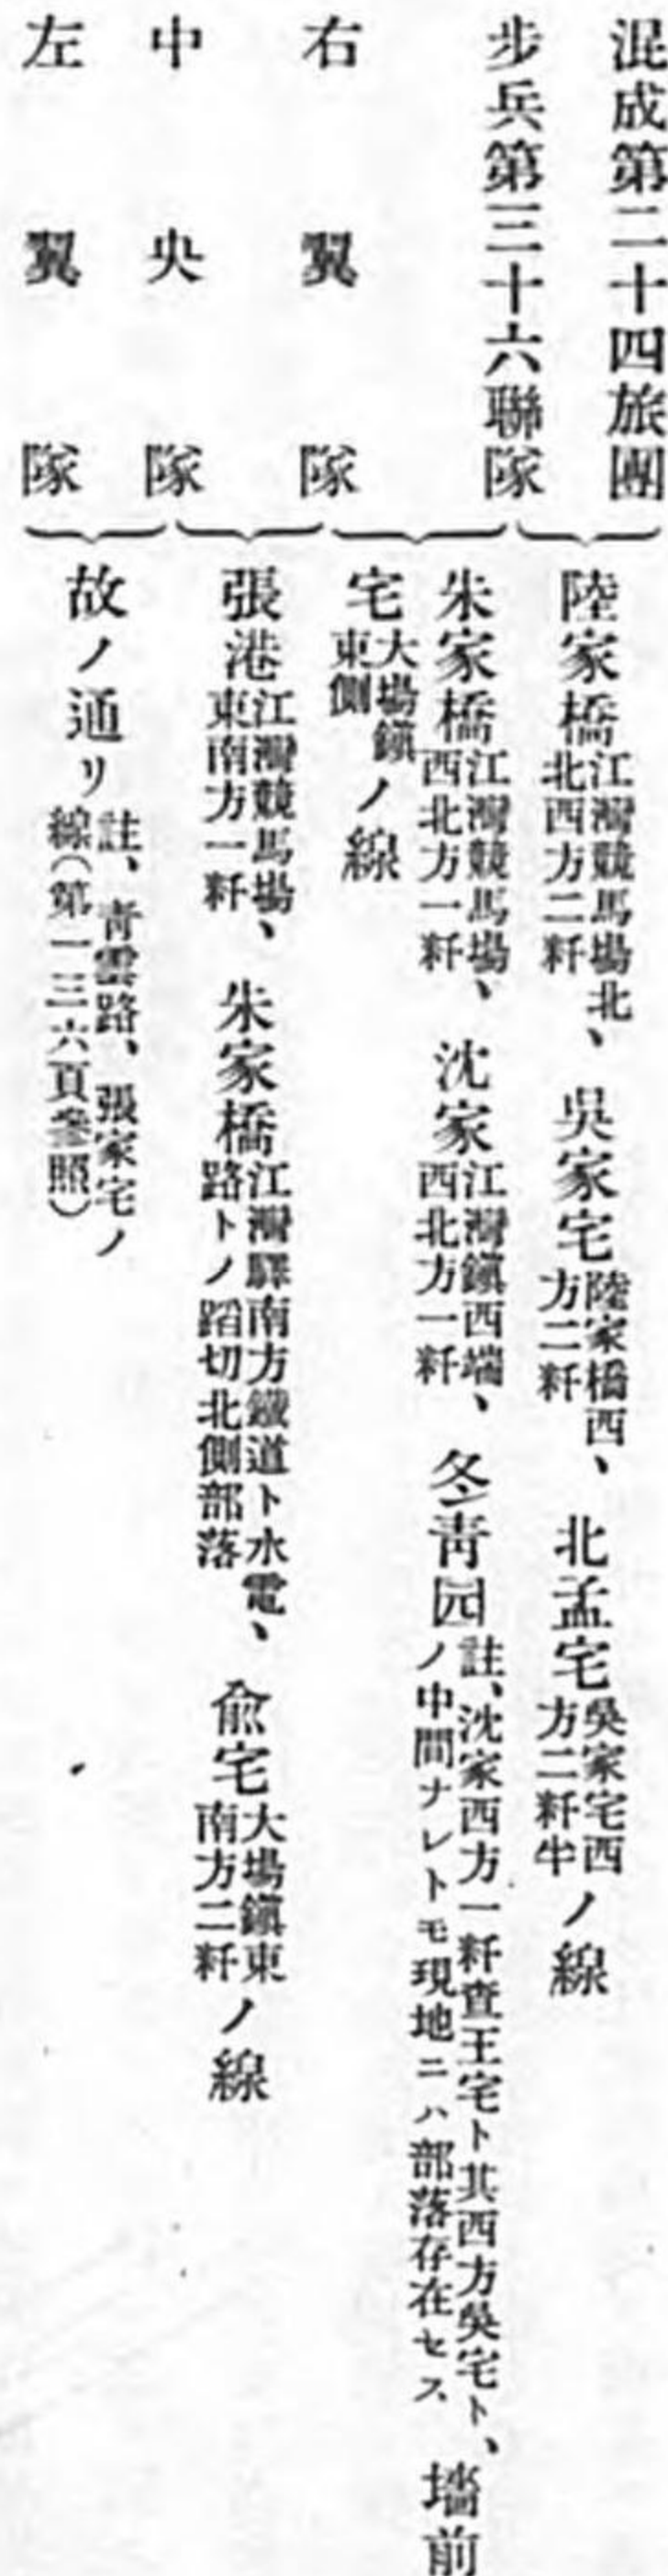 混成第二十四旅團
步兵第三十六聯隊
右翼隊
中央隊
左翼隊
陸家橋江灣競馬場北、北西方二粁吳家宅陸家橋西、方二粁北孟宅吳家宅西方二粁半ノ線
朱家橋江灣競馬場、西北方一粁沈家江灣鎭西端、西北方一粁冬靑园註、沈家西方一粁査王宅ト其西方吳宅ト、ノ中間ナレトモ現地ニハ部落存在セス墻前
宅大場鎭東側ノ線
張港江灣競馬場、東南方一粁朱家橋江灣驛南方鐵道ト水電、路トノ踏切北側部落兪宅大場鎭東南方二粁ノ線
故ノ通リ註、靑雲路、張家宅ノ線(第一三六頁參照)